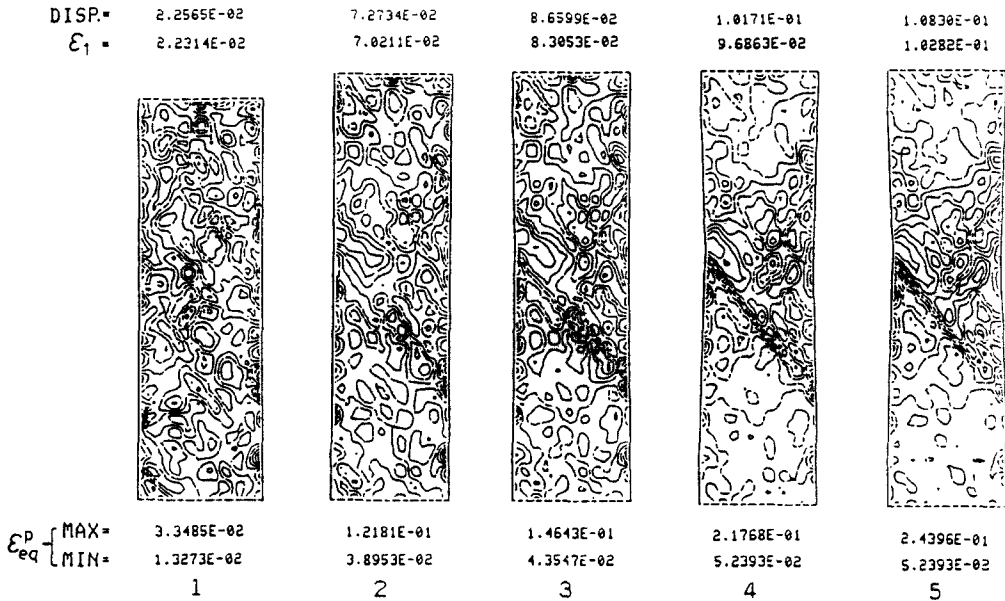 DISP.= 2.2565E-02 7.2734E-02 8.6599E-02 1.0171E-01 1.0830E-01
ε₁ = 2.2314E-02 7.0211E-02 8.3053E-02 9.6863E-02 1.0282E-01
ε_eq^p MAX= 3.3485E-02 1.2181E-01 1.4643E-01 2.1768E-01 2.4396E-01
MIN= 1.3273E-02 3.8953E-02 4.3547E-02 5.2393E-02 5.2393E-02
1 2 3 4 5